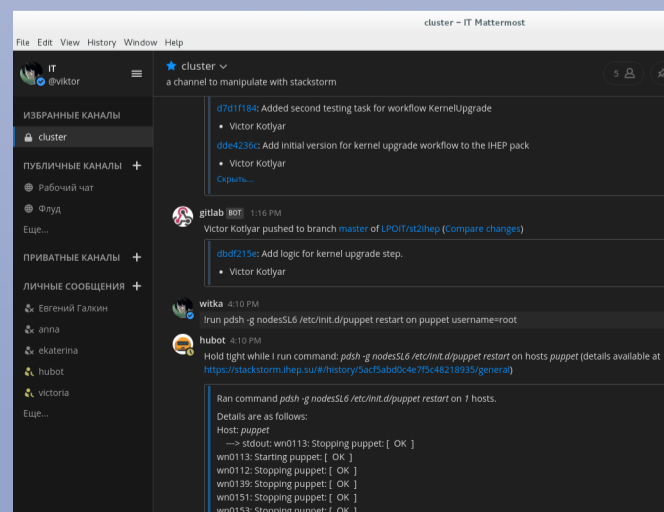 cluster – IT Mattermost
File Edit View History Window Help
IT
@viktor
ИЗБРАННЫЕ КАНАЛЫ
cluster
ПУБЛИЧНЫЕ КАНАЛЫ +
Рабочий чат
Флуд
Еще...
ПРИВАТНЫЕ КАНАЛЫ +
ЛИЧНЫЕ СООБЩЕНИЯ +
Евгений Галкин
anna
ekaterina
hubot
victoria
Еще...
cluster
a channel to manipulate with stackstorm
5
d7d1f184: Added second testing task for workflow KernelUpgrade
• Victor Kotlyar
dde4236c: Add initial version for kernel upgrade workflow to the IHEP pack
• Victor Kotlyar
Скрыть...
gitlab BOT 1:16 PM
Victor Kotlyar pushed to branch master of LPOIT/st2ihep (Compare changes)
dbdf215e: Add logic for kernel upgrade step.
• Victor Kotlyar
witka 4:10 PM
!run pdsh -g nodesSL6 /etc/init.d/puppet restart on puppet username=root
hubot 4:10 PM
Hold tight while I run command: pdsh -g nodesSL6 /etc/init.d/puppet restart on hosts puppet (details available at
https://stackstorm.ihep.su/#/history/5acf5abd0c4e7f5c48218935/general)
Ran command pdsh -g nodesSL6 /etc/init.d/puppet restart on 1 hosts.
Details are as follows:
Host: puppet
---> stdout: wn0113: Stopping puppet: [ OK ]
wn0113: Starting puppet: [ OK ]
wn0112: Stopping puppet: [ OK ]
wn0139: Stopping puppet: [ OK ]
wn0151: Stopping puppet: [ OK ]
wn0153: Stopping puppet: [ OK ]